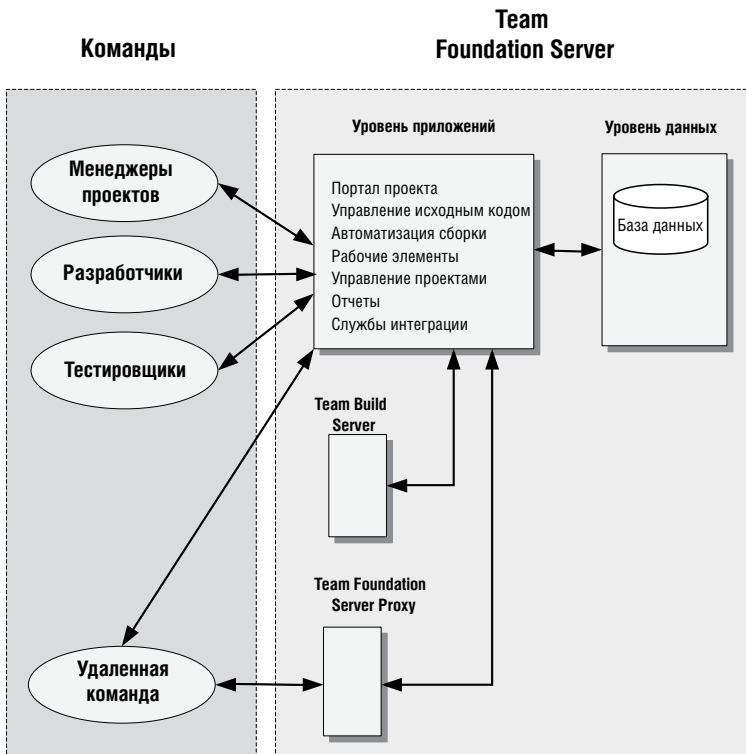 Команды
Team
Foundation Server
Уровень приложений
Уровень данных
Менеджеры
проектов
Разработчики
Тестировщики
Портал проекта
Управление исходным кодом
Автоматизация сборки
Рабочие элементы
Управление проектами
Отчеты
Службы интеграции
База данных
Team Build
Server
Team Foundation
Server Proxy
Удаленная
команда